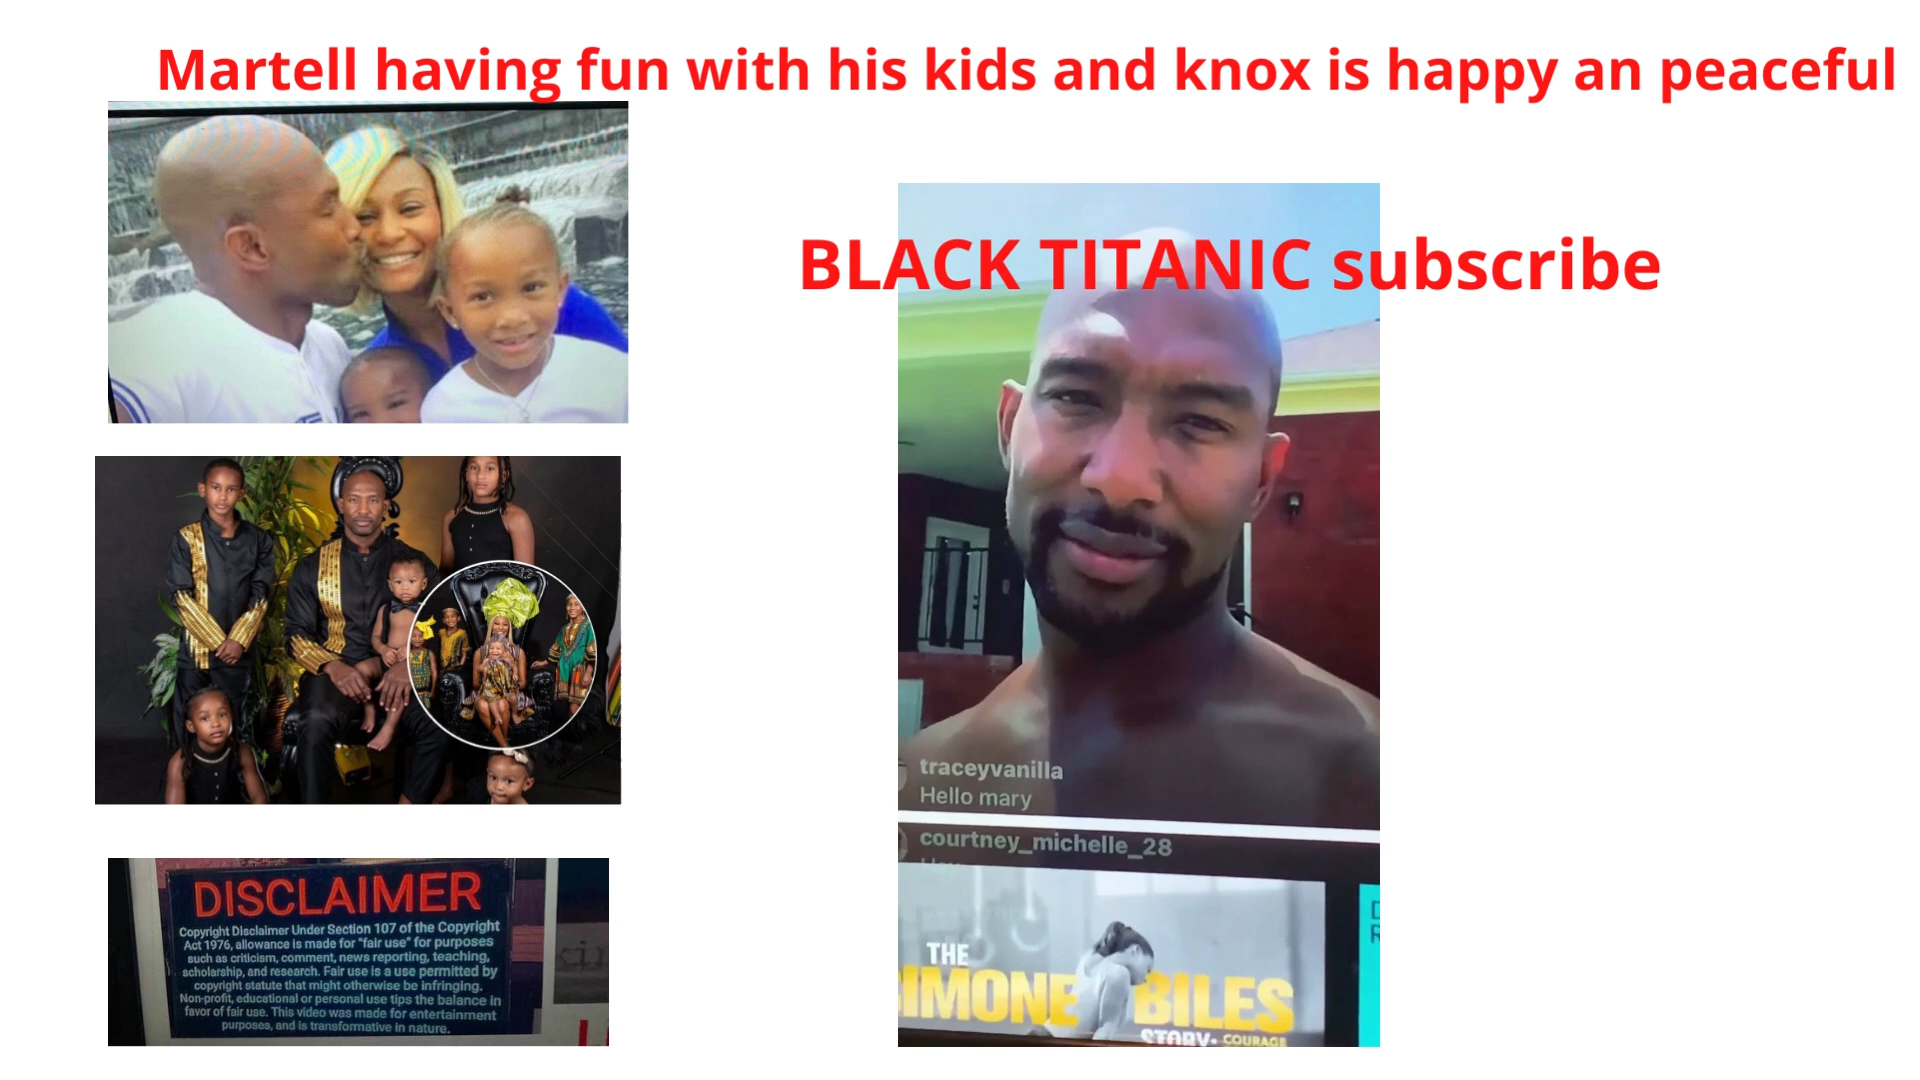 Martell having fun with his kids and knox is happy an peaceful
BLACK TITANIC subscribe
traceyvanilla
Hello mary
courtney_michelle_28
THE
SIMONE BILES
STORY: COURAGE
DISCLAIMER
Copyright Disclaimer Under Section 107 of the Copyright
Act 1976, allowance is made for "fair use" for purposes
such as criticism, comment, news reporting, teaching,
scholarship, and research. Fair use is a use permitted by
copyright statute that might otherwise be infringing.
Non-profit, educational or personal use tips the balance in
favor of fair use. This video was made for entertainment
purposes, and is transformative in nature.